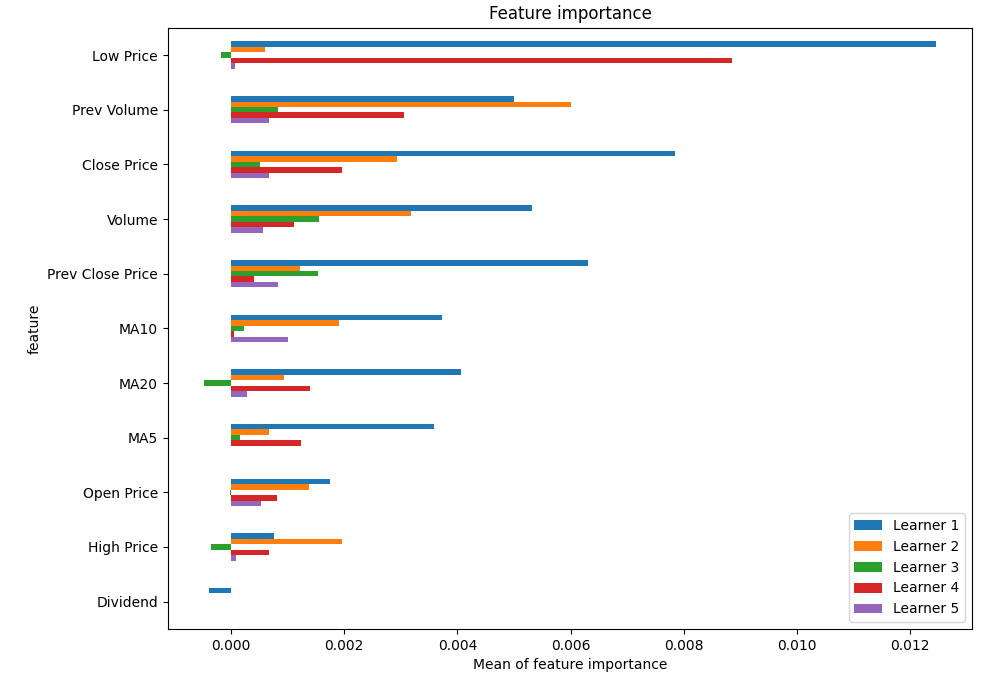 Feature importance
Low Price
Prev Volume
Close Price
Volume
Prev Close Price
MA10
MA20
MA5
Open Price
High Price
Dividend
feature
Learner 1
Learner 2
Learner 3
Learner 4
Learner 5
0.000 0.002 0.004 0.006 0.008 0.010 0.012
Mean of feature importance